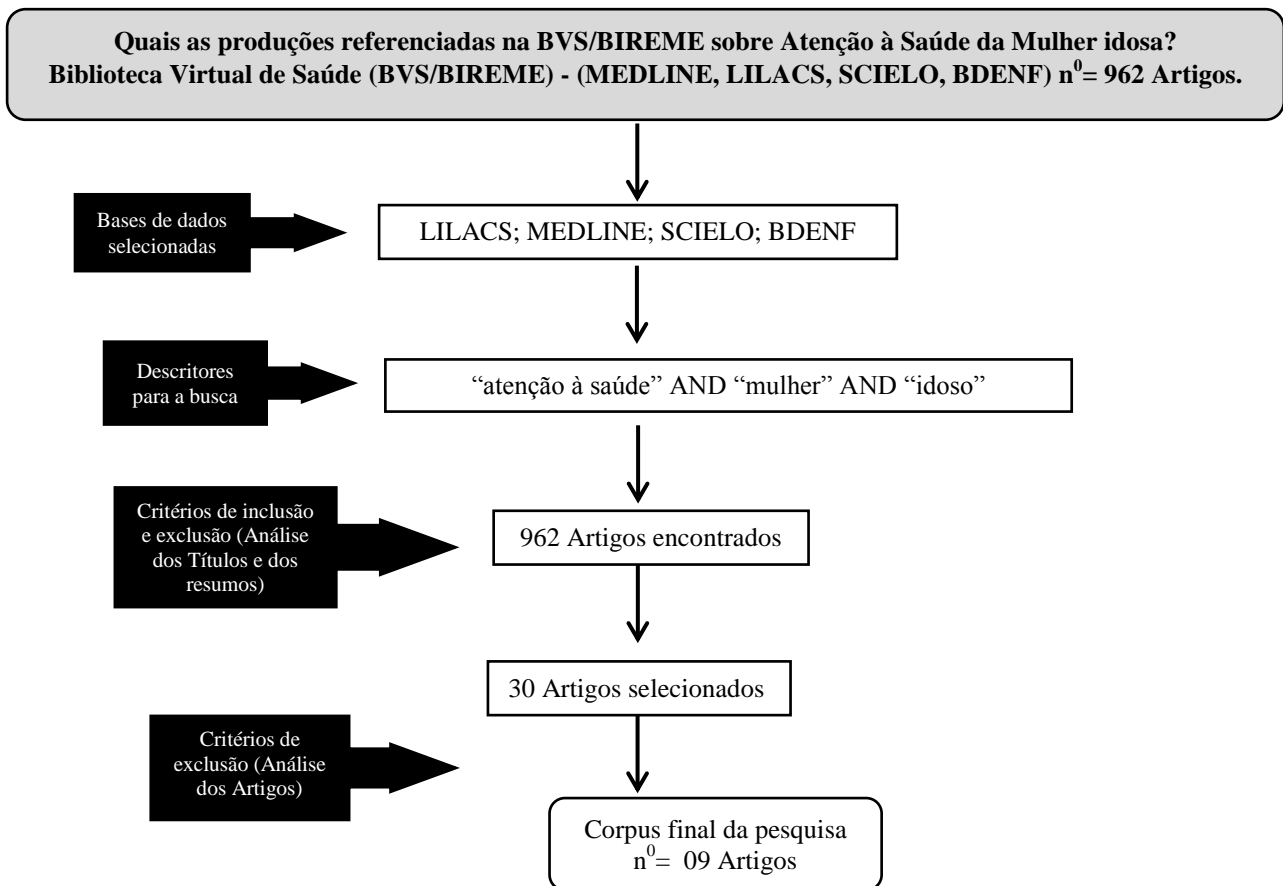 Quais as produções referenciadas na BVS/BIREME sobre Atenção à Saúde da Mulher idosa?
Biblioteca Virtual de Saúde (BVS/BIREME) - (MEDLINE, LILACS, SCIELO, BDENF) n⁰= 962 Artigos.
Bases de dados
selecionadas
LILACS; MEDLINE; SCIELO; BDENF
Descritores
para a busca
“atenção à saúde” AND “mulher” AND “idoso”
Critérios de inclusão
e exclusão (Análise
dos Títulos e dos
resumos)
962 Artigos encontrados
30 Artigos selecionados
Critérios de
exclusão (Análise
dos Artigos)
Corpus final da pesquisa
n⁰= 09 Artigos